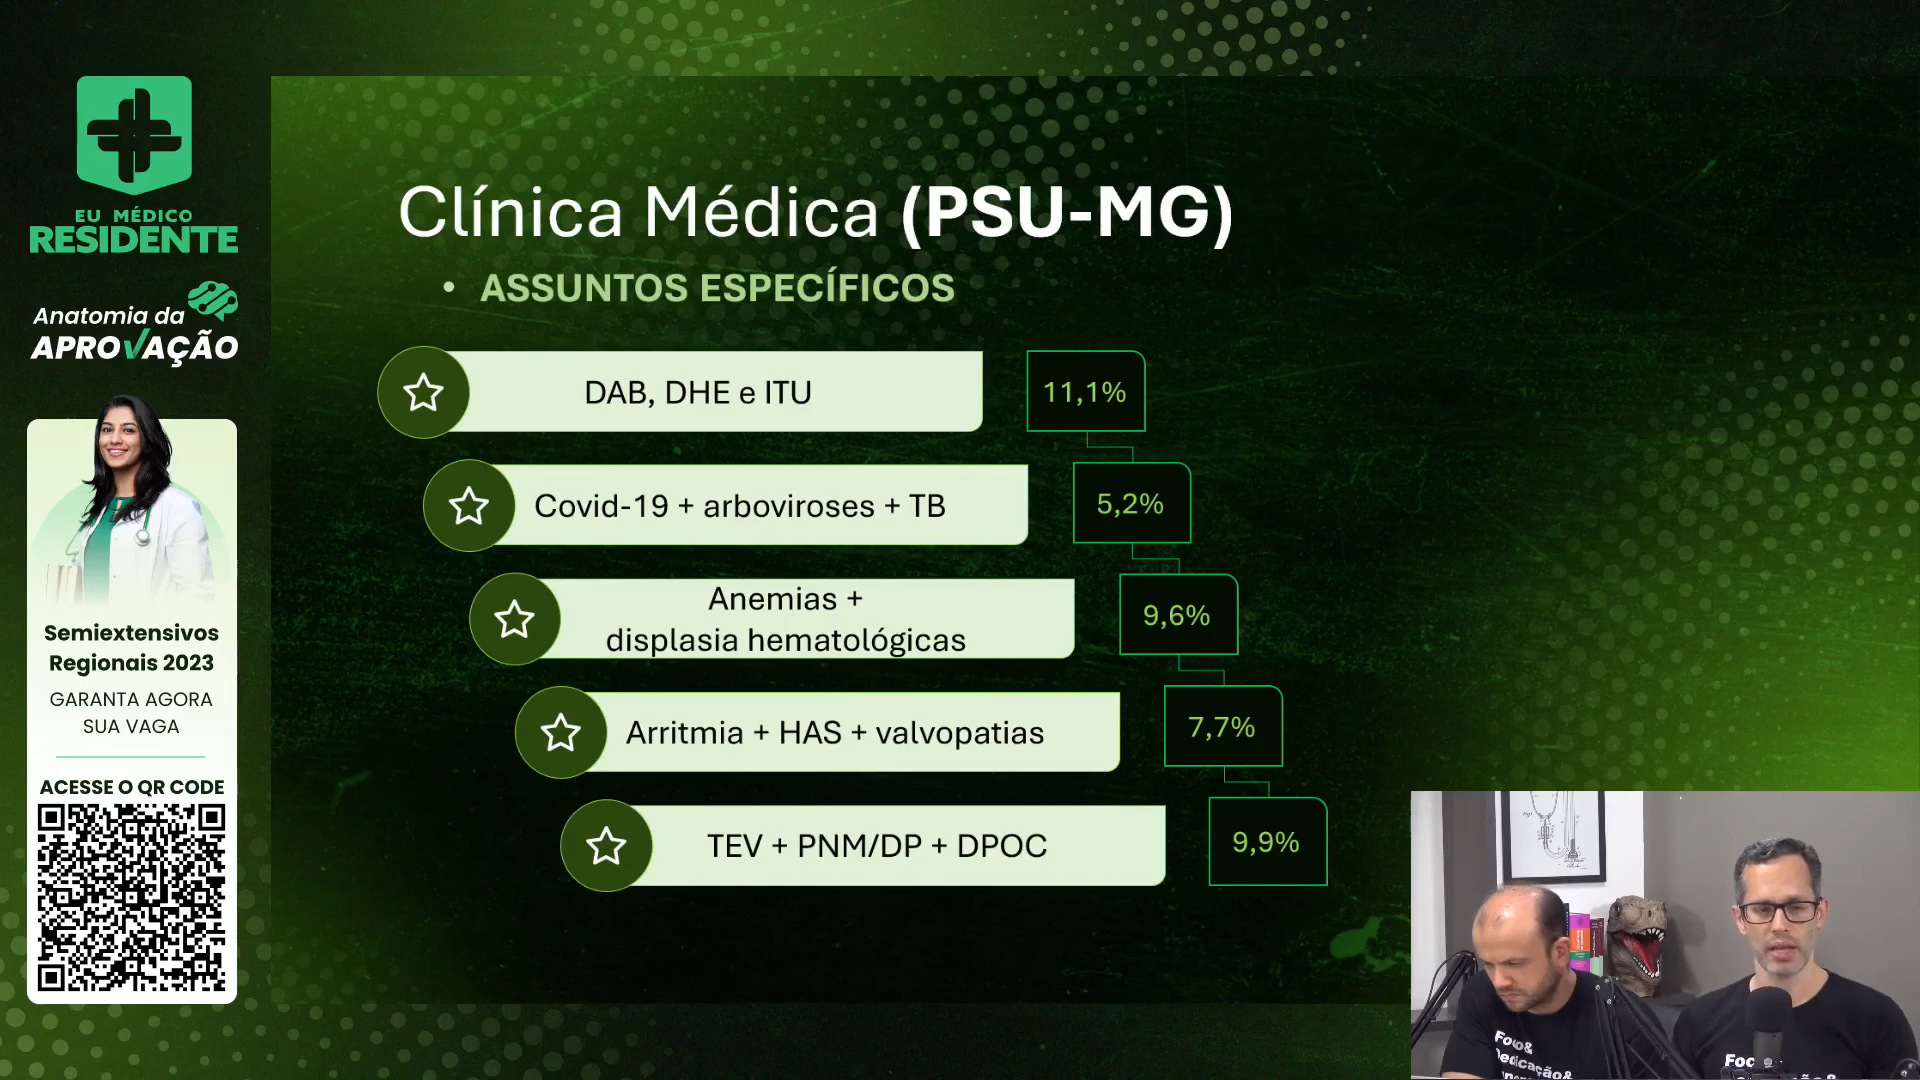 EU MÉDICO
RESIDENTE
Anatomia da
APROVAÇÃO
Semiextensivos
Regionais 2023
GARANTA AGORA
SUA VAGA
ACESSE O QR CODE
Clínica Médica (PSU-MG)
• ASSUNTOS ESPECÍFICOS
DAB, DHE e ITU
11,1%
Covid-19 + arboviroses + TB
5,2%
Anemias +
displasia hematológicas
9,6%
Arritmia + HAS + valvopatias
7,7%
TEV + PNM/DP + DPOC
9,9%